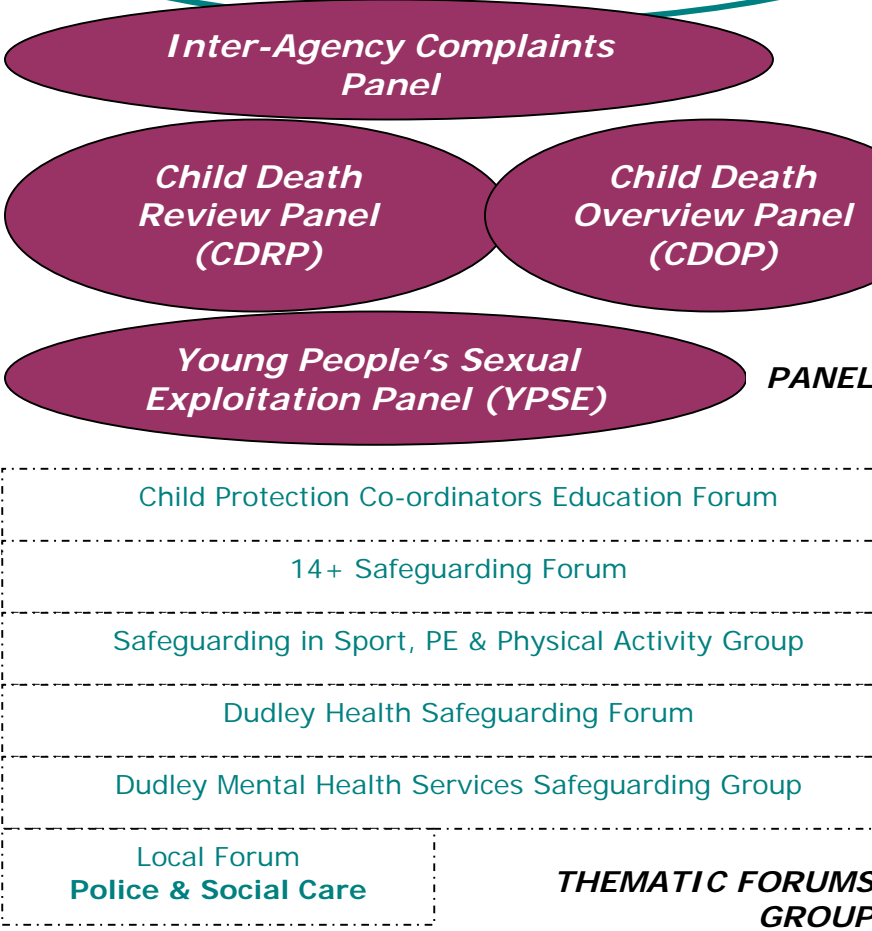 Inter-Agency Complaints
Panel
Child Death
Review Panel
(CDRP)
Child Death
Overview Panel
(CDOP)
Young People's Sexual
Exploitation Panel (YPSE)
PANEL
Child Protection Co-ordinators Education Forum
14+ Safeguarding Forum
Safeguarding in Sport, PE & Physical Activity Group
Dudley Health Safeguarding Forum
Dudley Mental Health Services Safeguarding Group
Local Forum
Police & Social Care
THEMATIC FORUMS
GROUP